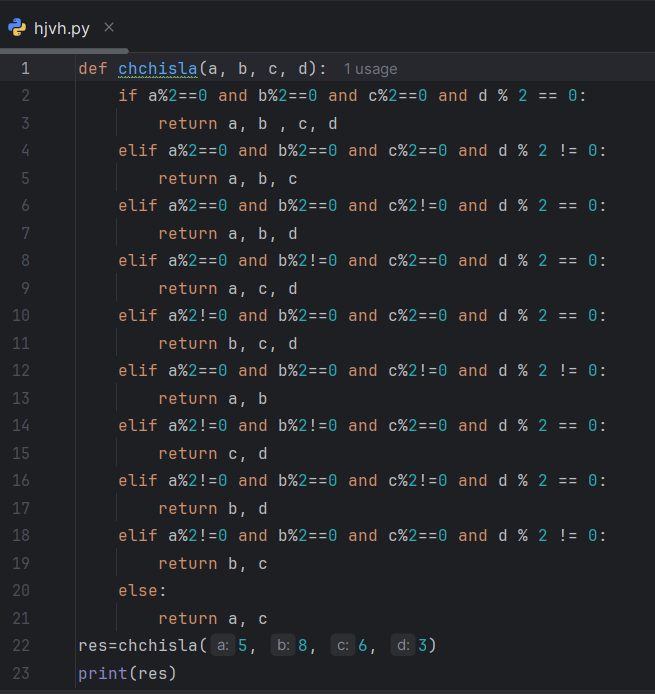 hjvh.py ×
1 def chchisla(a, b, c, d): 1 usage
2 if a%2==0 and b%2==0 and c%2==0 and d % 2 == 0:
3 return a, b , c, d
4 elif a%2==0 and b%2==0 and c%2==0 and d % 2 != 0:
5 return a, b, c
6 elif a%2==0 and b%2==0 and c%2!=0 and d % 2 == 0:
7 return a, b, d
8 elif a%2==0 and b%2!=0 and c%2==0 and d % 2 == 0:
9 return a, c, d
10 elif a%2!=0 and b%2==0 and c%2==0 and d % 2 == 0:
11 return b, c, d
12 elif a%2==0 and b%2==0 and c%2!=0 and d % 2 != 0:
13 return a, b
14 elif a%2!=0 and b%2!=0 and c%2==0 and d % 2 == 0:
15 return c, d
16 elif a%2!=0 and b%2==0 and c%2!=0 and d % 2 == 0:
17 return b, d
18 elif a%2!=0 and b%2==0 and c%2==0 and d % 2 != 0:
19 return b, c
20 else:
21 return a, c
22 res=chchisla( a: 5, b: 8, c: 6, d: 3)
23 print(res)